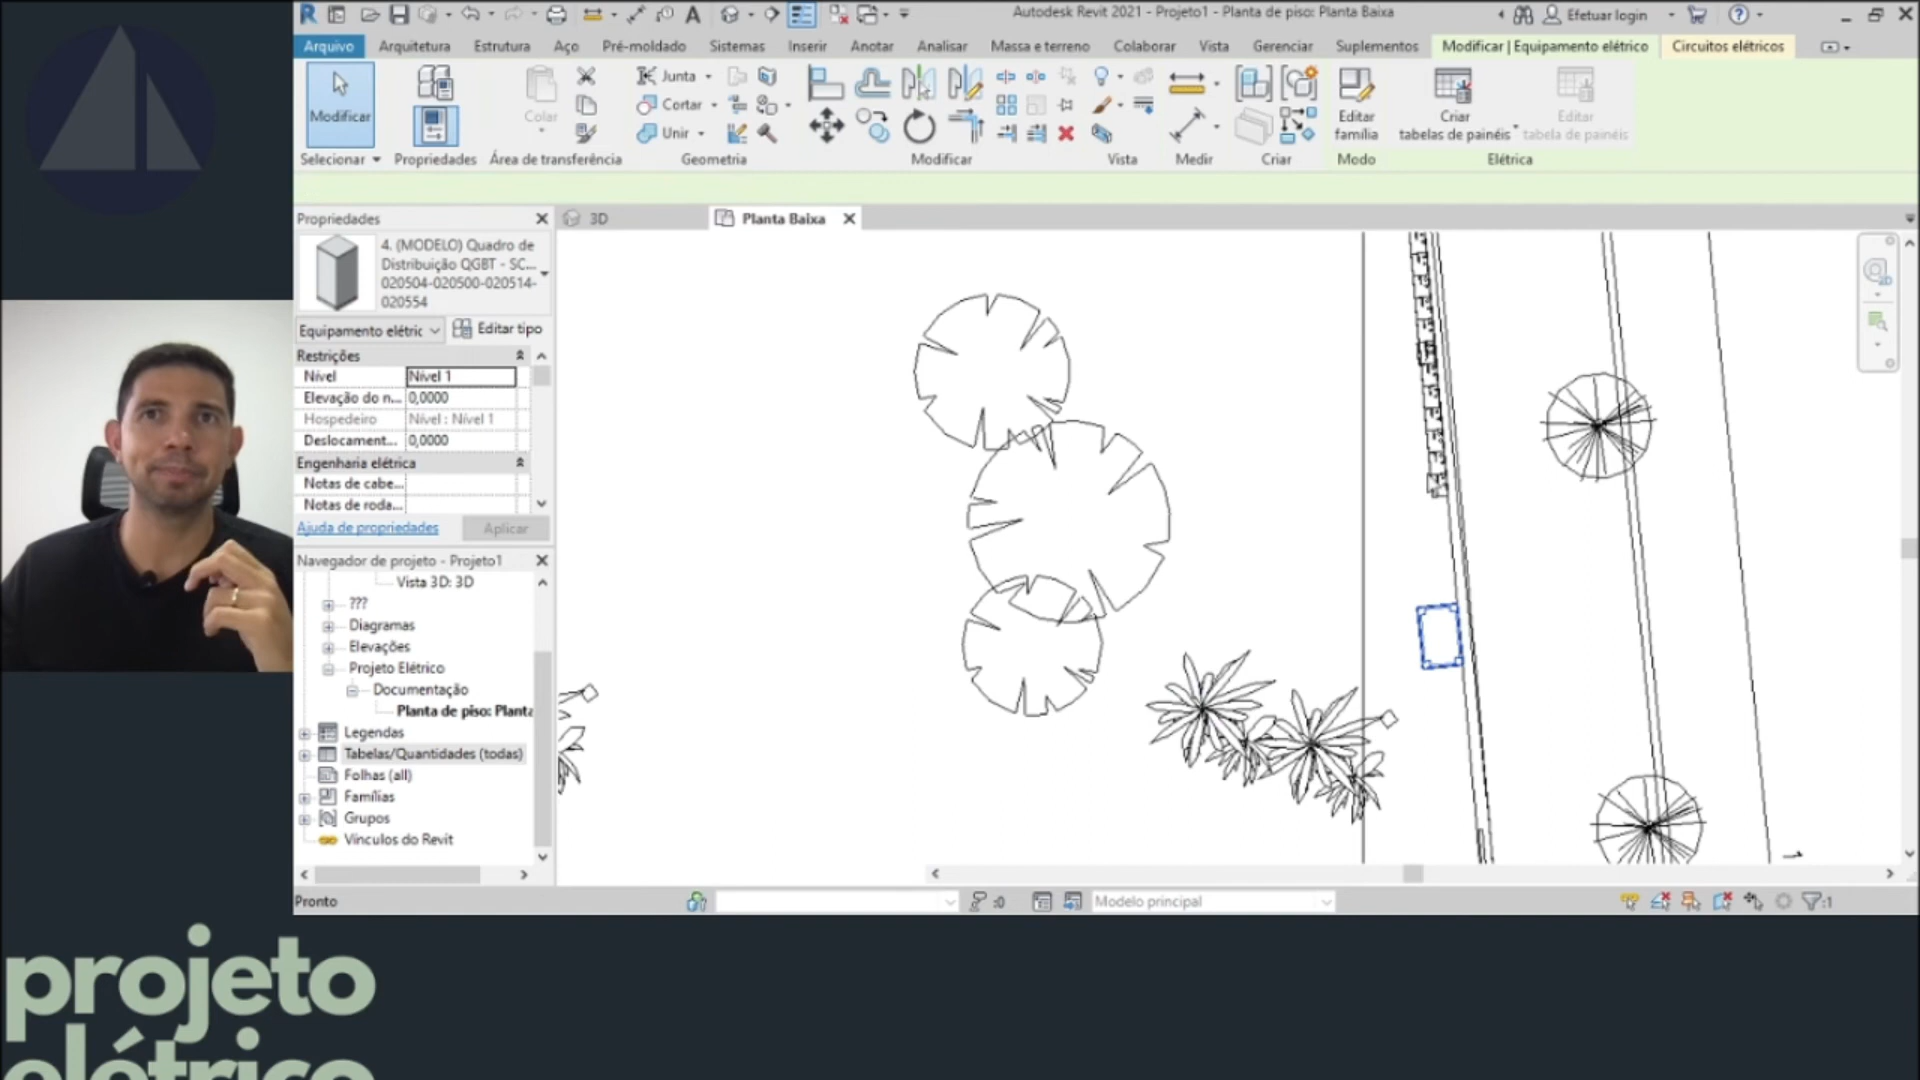 Autodesk Revit 2021 - Projeto1 - Planta de piso: Planta Baixa
Efetuar login
Arquivo Arquitetura Estrutura Aço Pré-moldado Sistemas Inserir Anotar Analisar Massa e terreno Colaborar Vista Gerenciar Suplementos Modificar | Equipamento elétrico Circuitos elétricos
Modificar
Colar
Junta
Cortar
Unir
Editar família
Criar tabelas de painéis
Editar tabela de painéis
Selecionar Propriedades Área de transferência Geometria Modificar Vista Medir Criar Modo Elétrica
Propriedades
3D
Planta Baixa
4. (MODELO) Quadro de
Distribuição QGBT - SC...
020504-020500-020514-
020554
Equipamento elétric
Editar tipo
Restrições
Nível Nível 1
Elevação do n... 0,0000
Hospedeiro Nível : Nível 1
Deslocament... 0,0000
Engenharia elétrica
Notas de cabe...
Notas de roda...
Ajuda de propriedades
Aplicar
Navegador de projeto - Projeto1
Vista 3D: 3D
???
Diagramas
Elevações
Projeto Elétrico
Documentação
Planta de piso: Planta
Legendas
Tabelas/Quantidades (todas)
Folhas (all)
Famílias
Grupos
Vínculos do Revit
Pronto
:0
Modelo principal
:1
projeto
elétrico